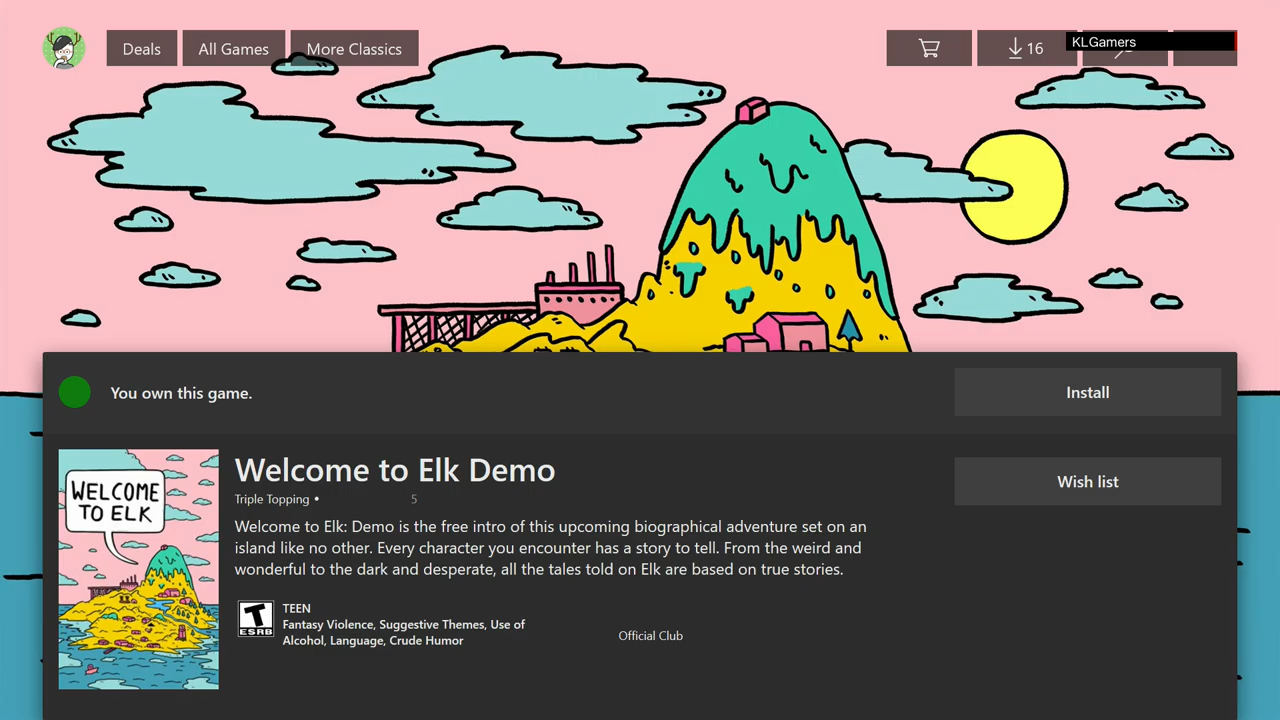 Deals
All Games
More Classics
16
KLGamers
You own this game.
Install
WELCOME
TO ELK
Welcome to Elk Demo
Triple Topping •
5
Wish list
Welcome to Elk: Demo is the free intro of this upcoming biographical adventure set on an
island like no other. Every character you encounter has a story to tell. From the weird and
wonderful to the dark and desperate, all the tales told on Elk are based on true stories.
T
ESRB
TEEN
Fantasy Violence, Suggestive Themes, Use of
Alcohol, Language, Crude Humor
Official Club